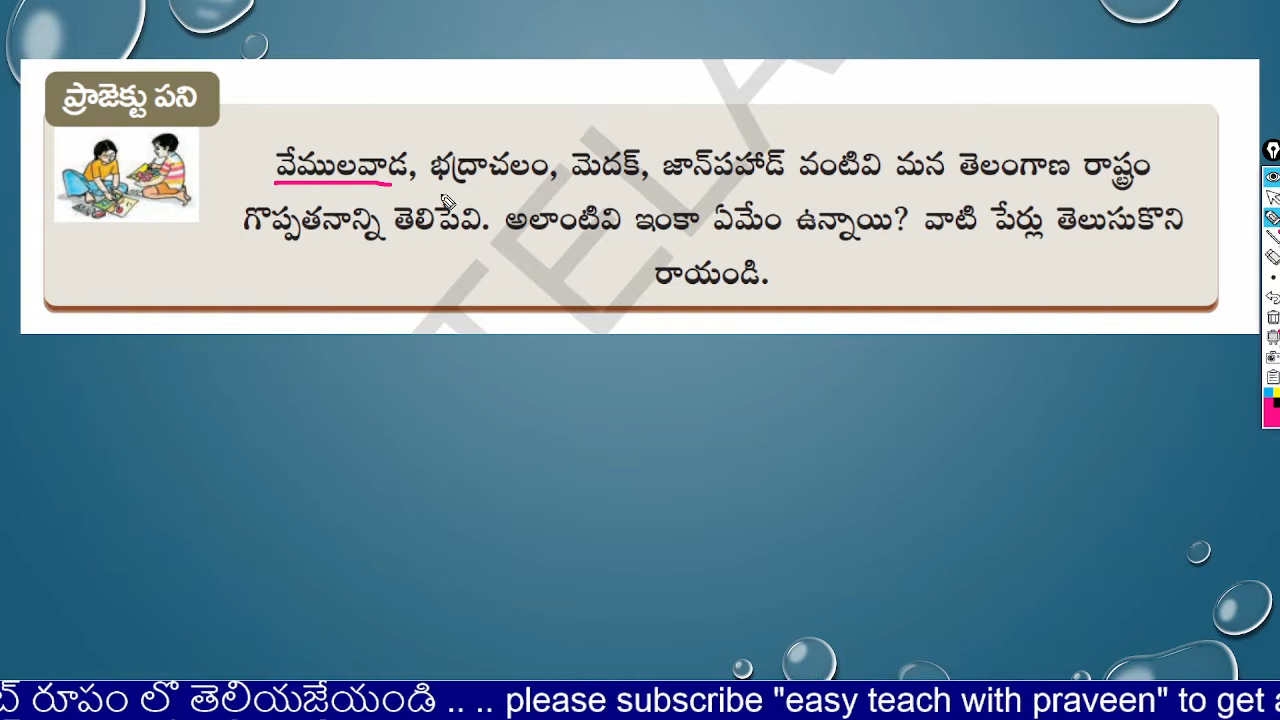 ప్రాజెక్టు పని
వేములవాడ, భద్రాచలం, మెదక్, జాన్‌పహాడ్ వంటివి మన తెలంగాణ రాష్ట్రం
గొప్పతనాన్ని తెలిపేవి. అలాంటివి ఇంకా ఏమేం ఉన్నాయి? వాటి పేర్లు తెలుసుకొని
రాయండి.
TELA
రూపం లొ తెలియజేయండి .. .. please subscribe "easy teach with praveen" to get a